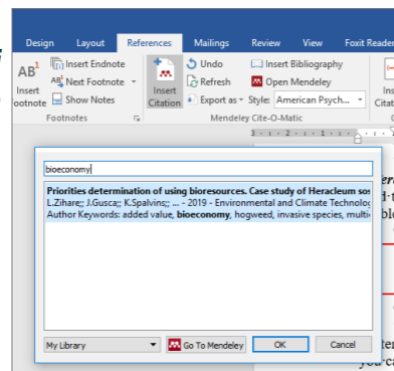 Design Layout References Mailings Review View Foxit Reader
AB¹ Insert Endnote Undo Insert Bibliography
Next Footnote Refresh Open Mendeley
Insert Show Notes Insert Citation Export as Style: American Psych...
Footnotes Mendeley Cite-O-Matic
bioeconomy
Priorities determination of using bioresources. Case study of Heracleum sos
L.Zihare;; J.Gusca;; K.Spalvins;; ... - 2019 - Environmental and Climate Technolog
Author Keywords: added value, bioeconomy, hogweed, invasive species, multi
My Library Go To Mendeley OK Cancel